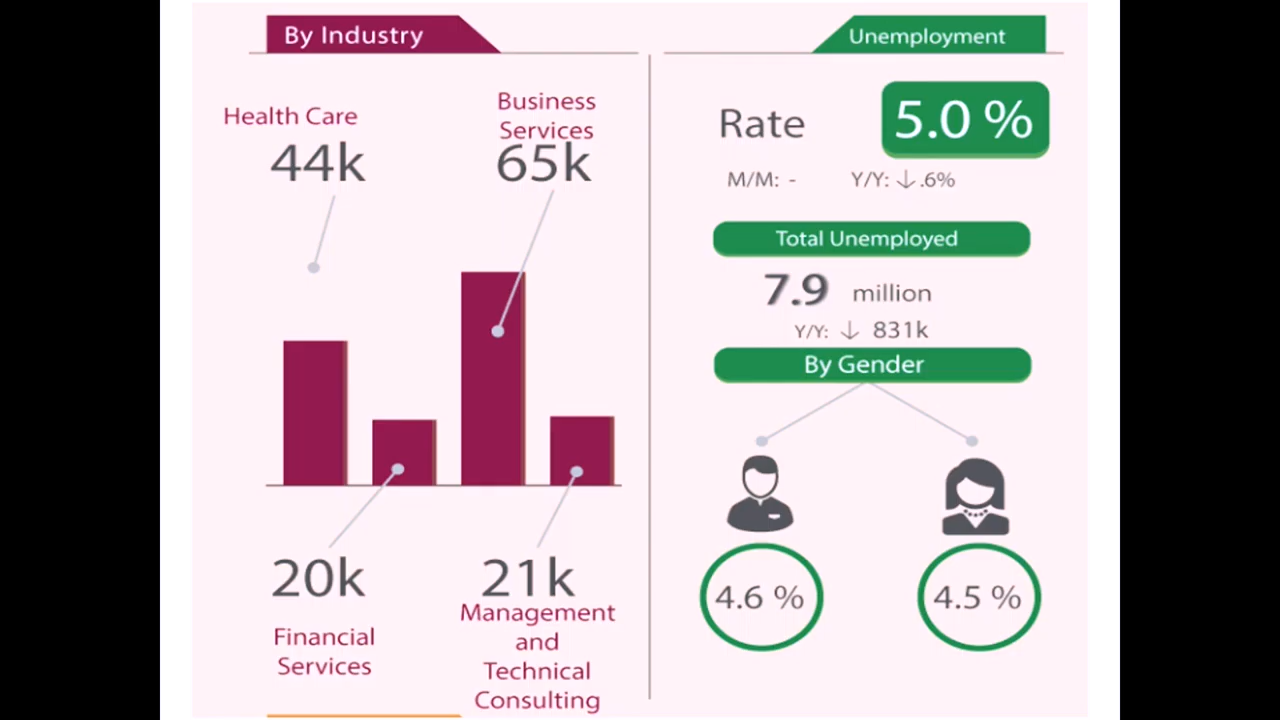 By Industry
Health Care
44k
Business
Services
65k
20k
Financial
Services
21k
Management
and
Technical
Consulting
Unemployment
Rate 5.0 %
M/M: - Y/Y: ↓ .6%
Total Unemployed
7.9 million
Y/Y: ↓ 831k
By Gender
4.6 % 4.5 %